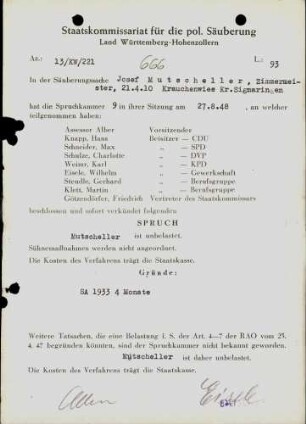 Staatskommissariat für die pol. Säuberung
Land Württemberg-Hohenzollern
Az.: 13/XV/221 666 L.: 93
In der Säuberungssache Josef Mutscheller, Zimmermei-
ster, 21.4.10 Krauchenwies Kr.Sigmaringen
hat die Spruchkammer 9 in ihrer Sitzung am 27.8.48, an welcher
teilgenommen haben:
Assessor Alber Vorsitzender
Knapp, Hans Beisitzer — CDU
Schneider, Max „ — SPD
Schulze, Charlotte „ — DVP
Weiser, Karl „ — KPD
Eisele, Wilhelm „ — Gewerkschaft
Stendle, Gerhard „ — Berufsgruppe
Klett, Martin „ — Berufsgruppe
Götzendörfer, Friedrich Vertreter des Staatskommissars
beschlossen und sofort verkündet folgenden
SPRUCH
Mutscheller ist unbelastet.
Sühnemaßnahmen werden nicht angeordnet.
Die Kosten des Verfahrens trägt die Staatskasse.
Gründe:
SA 1933 4 Monate
Weitere Tatsachen, die eine Belastung i. S. der Art. 4—7 der RAO vom 25.
4. 47 begründen könnten, sind der Spruchkammer nicht bekannt geworden.
Mutscheller ist daher unbelastet.
Die Kosten des Verfahrens trägt die Staatskasse.